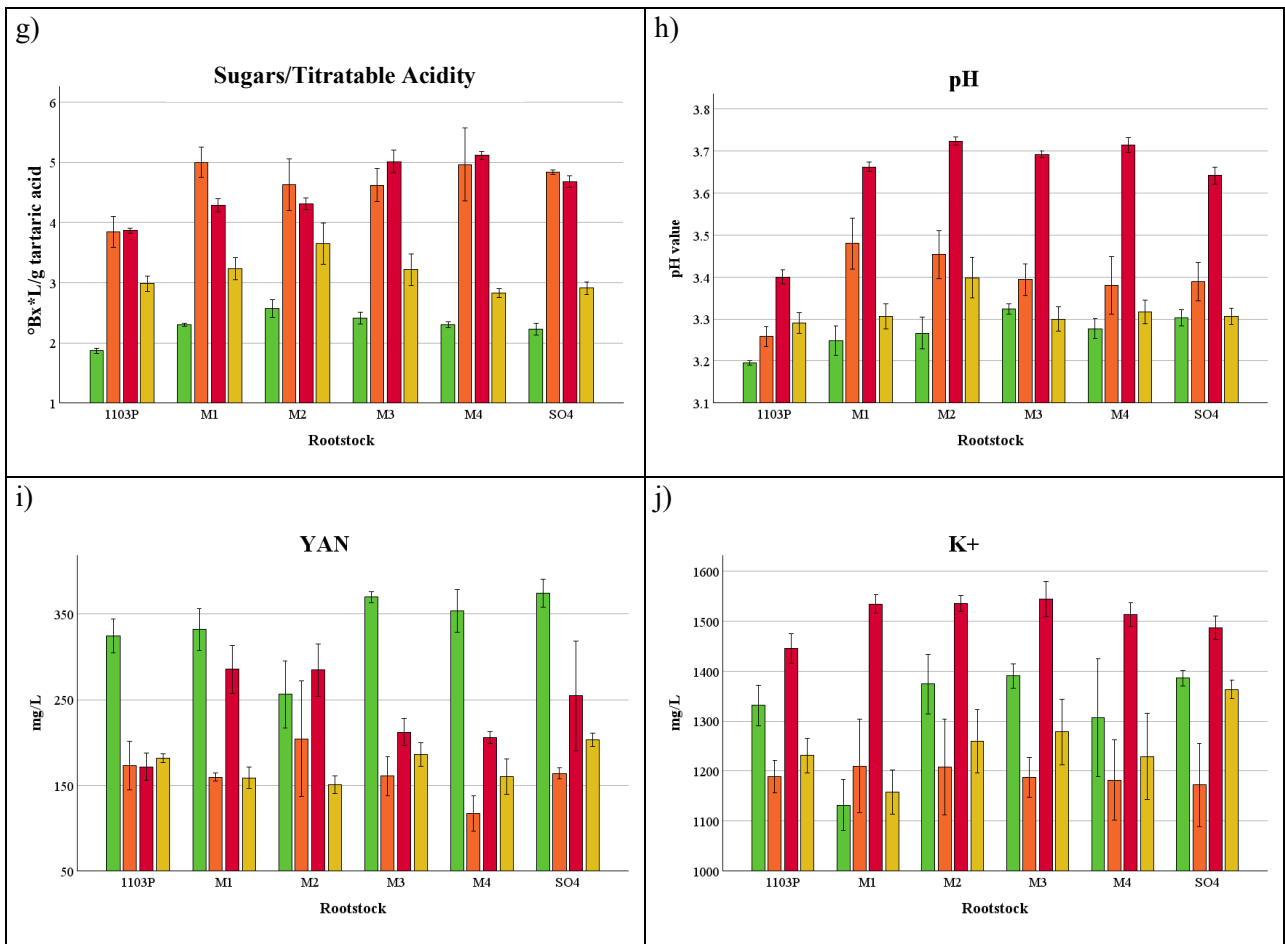 g)
Sugars/Titratable Acidity
6
5
4
3
2
1
°Bx*L/g tartaric acid
1103P M1 M2 M3 M4 SO4
Rootstock
h)
pH
3.8
3.7
3.6
3.5
3.4
3.3
3.2
3.1
pH value
1103P M1 M2 M3 M4 SO4
Rootstock
i)
YAN
350
250
150
50
mg/L
1103P M1 M2 M3 M4 SO4
Rootstock
j)
K+
1600
1500
1400
1300
1200
1100
1000
mg/L
1103P M1 M2 M3 M4 SO4
Rootstock